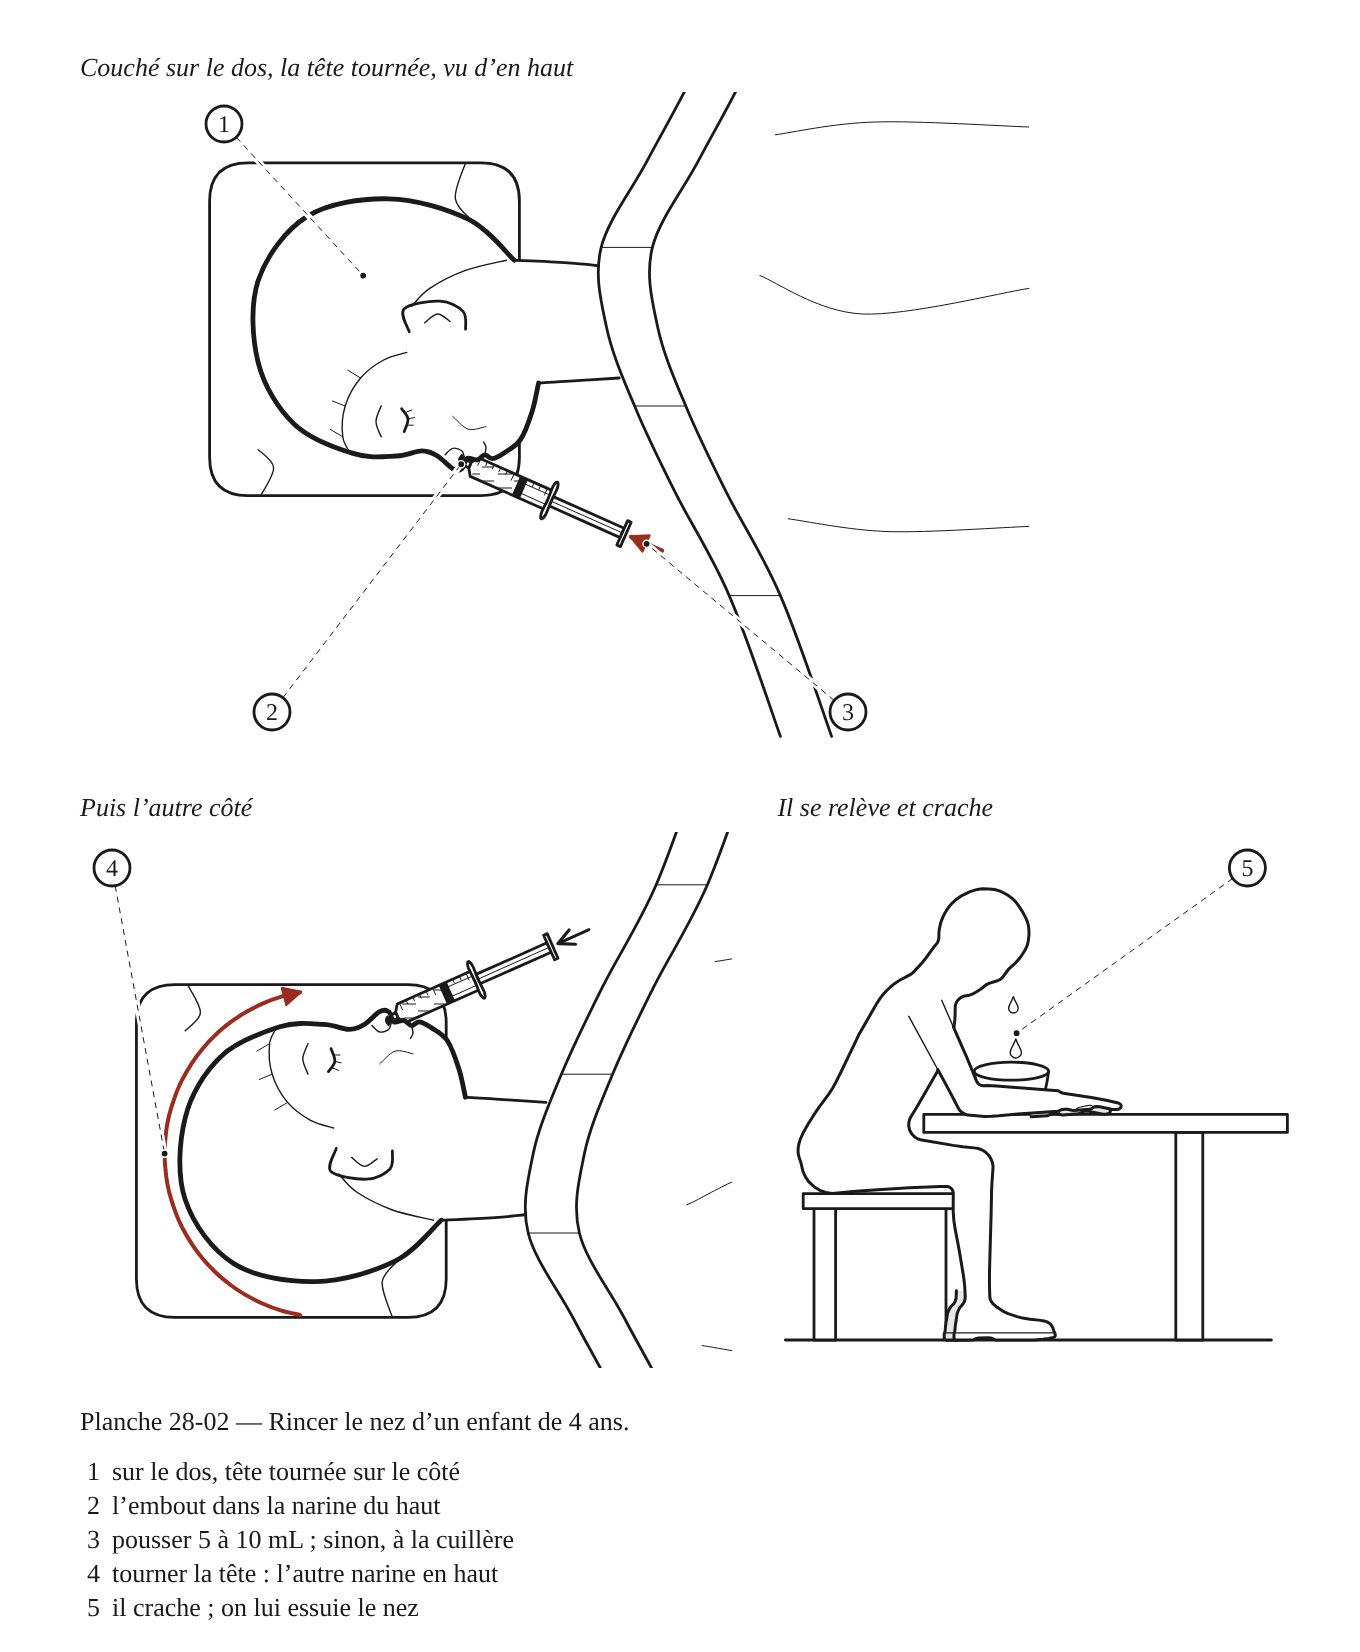 Couché sur le dos, la tête tournée, vu d’en haut
1
2
3
Puis l’autre côté
Il se relève et crache
4
5
Planche 28-02 — Rincer le nez d’un enfant de 4 ans.
1 sur le dos, tête tournée sur le côté
2 l’embout dans la narine du haut
3 pousser 5 à 10 mL ; sinon, à la cuillère
4 tourner la tête : l’autre narine en haut
5 il crache ; on lui essuie le nez